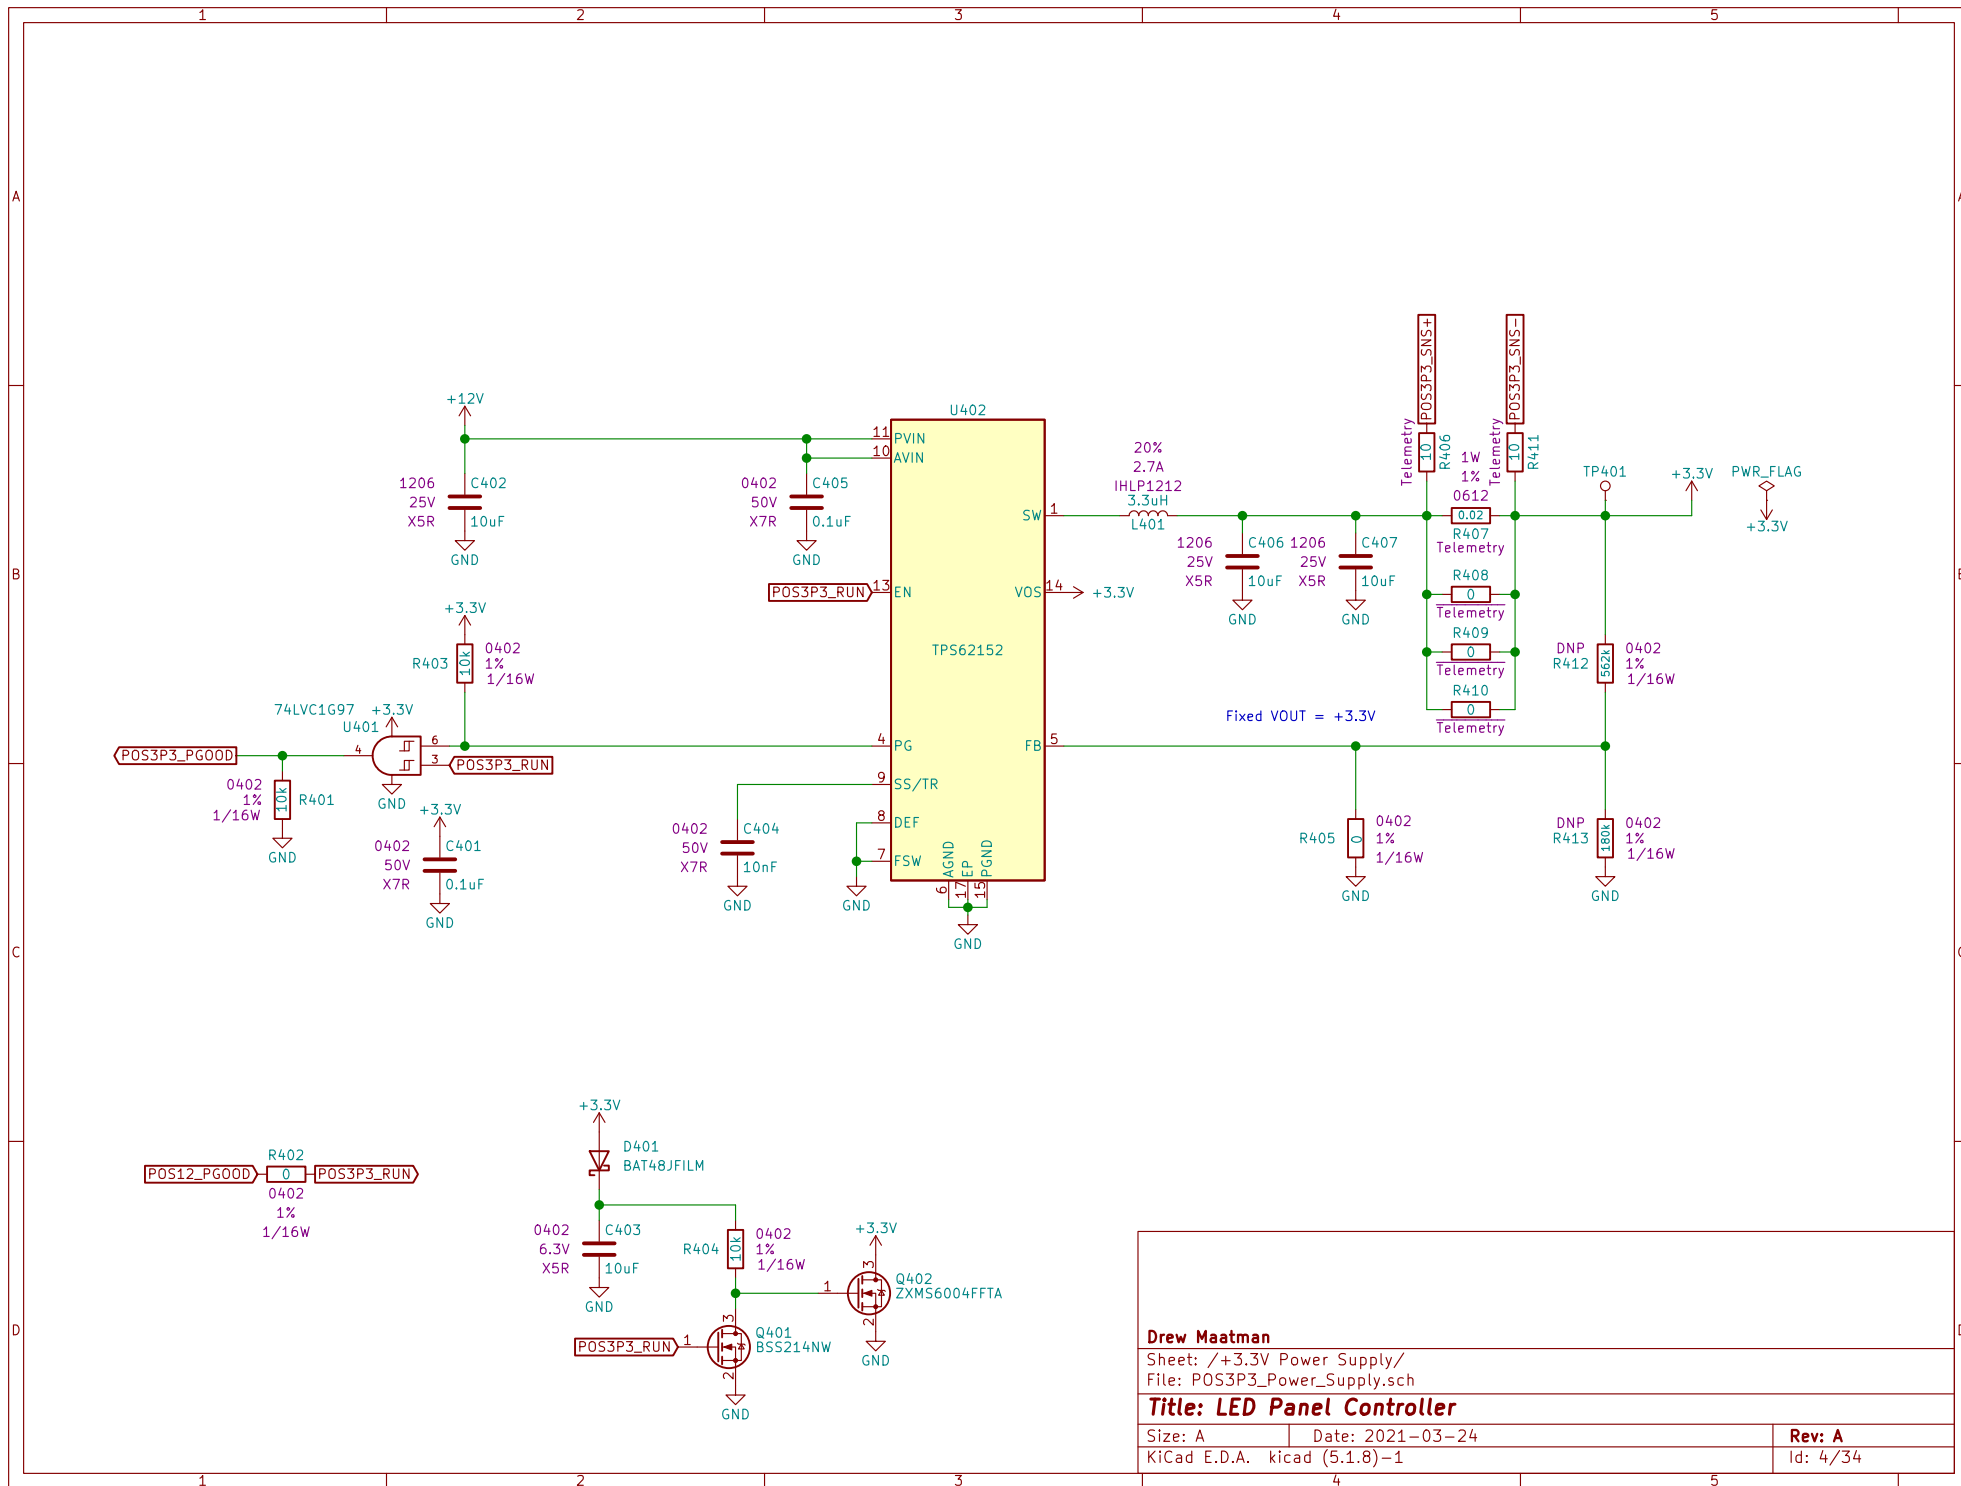 1 2 3 4 5
A
B
C
D
+12V
1206
25V
X5R
C402
10uF
GND
0402
50V
X7R
C405
0.1uF
GND
U402
11 PVIN
10 AVIN
13 EN
4 PG
9 SS/TR
8 DEF
7 FSW
SW 1
VOS 14
FB 5
6 AGND
17 EP
15 PGND
GND
TPS62152
POS3P3_RUN
+3.3V
R403
10k
0402
1%
1/16W
74LVC1G97
U401
+3.3V
4
6
3
GND
POS3P3_PGOOD
POS3P3_RUN
0402
1%
1/16W
10k
R401
GND
+3.3V
0402
50V
X7R
C401
0.1uF
GND
0402
50V
X7R
C404
10nF
GND
GND
20%
2.7A
IHLP1212
3.3uH
L401
+3.3V
1206
25V
X5R
C406
10uF
GND
1206
25V
X5R
C407
10uF
GND
POS3P3_SNS+
POS3P3_SNS-
Telemetry
10
R406
Telemetry
10
R411
1W
1%
0612
0.02
R407
Telemetry
R408
0
Telemetry
R409
0
Telemetry
R410
0
Telemetry
TP401
+3.3V
PWR_FLAG
+3.3V
Fixed VOUT = +3.3V
DNP
R412
562k
0402
1%
1/16W
R405
0
0402
1%
1/16W
GND
DNP
R413
180k
0402
1%
1/16W
GND
POS12_PGOOD
R402
0
POS3P3_RUN
0402
1%
1/16W
+3.3V
D401
BAT48JFILM
0402
6.3V
X5R
C403
10uF
GND
R404
10k
0402
1%
1/16W
POS3P3_RUN
1
3
2
Q401
BSS214NW
GND
+3.3V
1
3
2
Q402
ZXMS6004FFTA
GND
Drew Maatman
Sheet: /+3.3V Power Supply/
File: POS3P3_Power_Supply.sch
Title: LED Panel Controller
Size: A
Date: 2021-03-24
Rev: A
KiCad E.D.A. kicad (5.1.8)-1
Id: 4/34
A
B
C
D
1 2 3 4 5